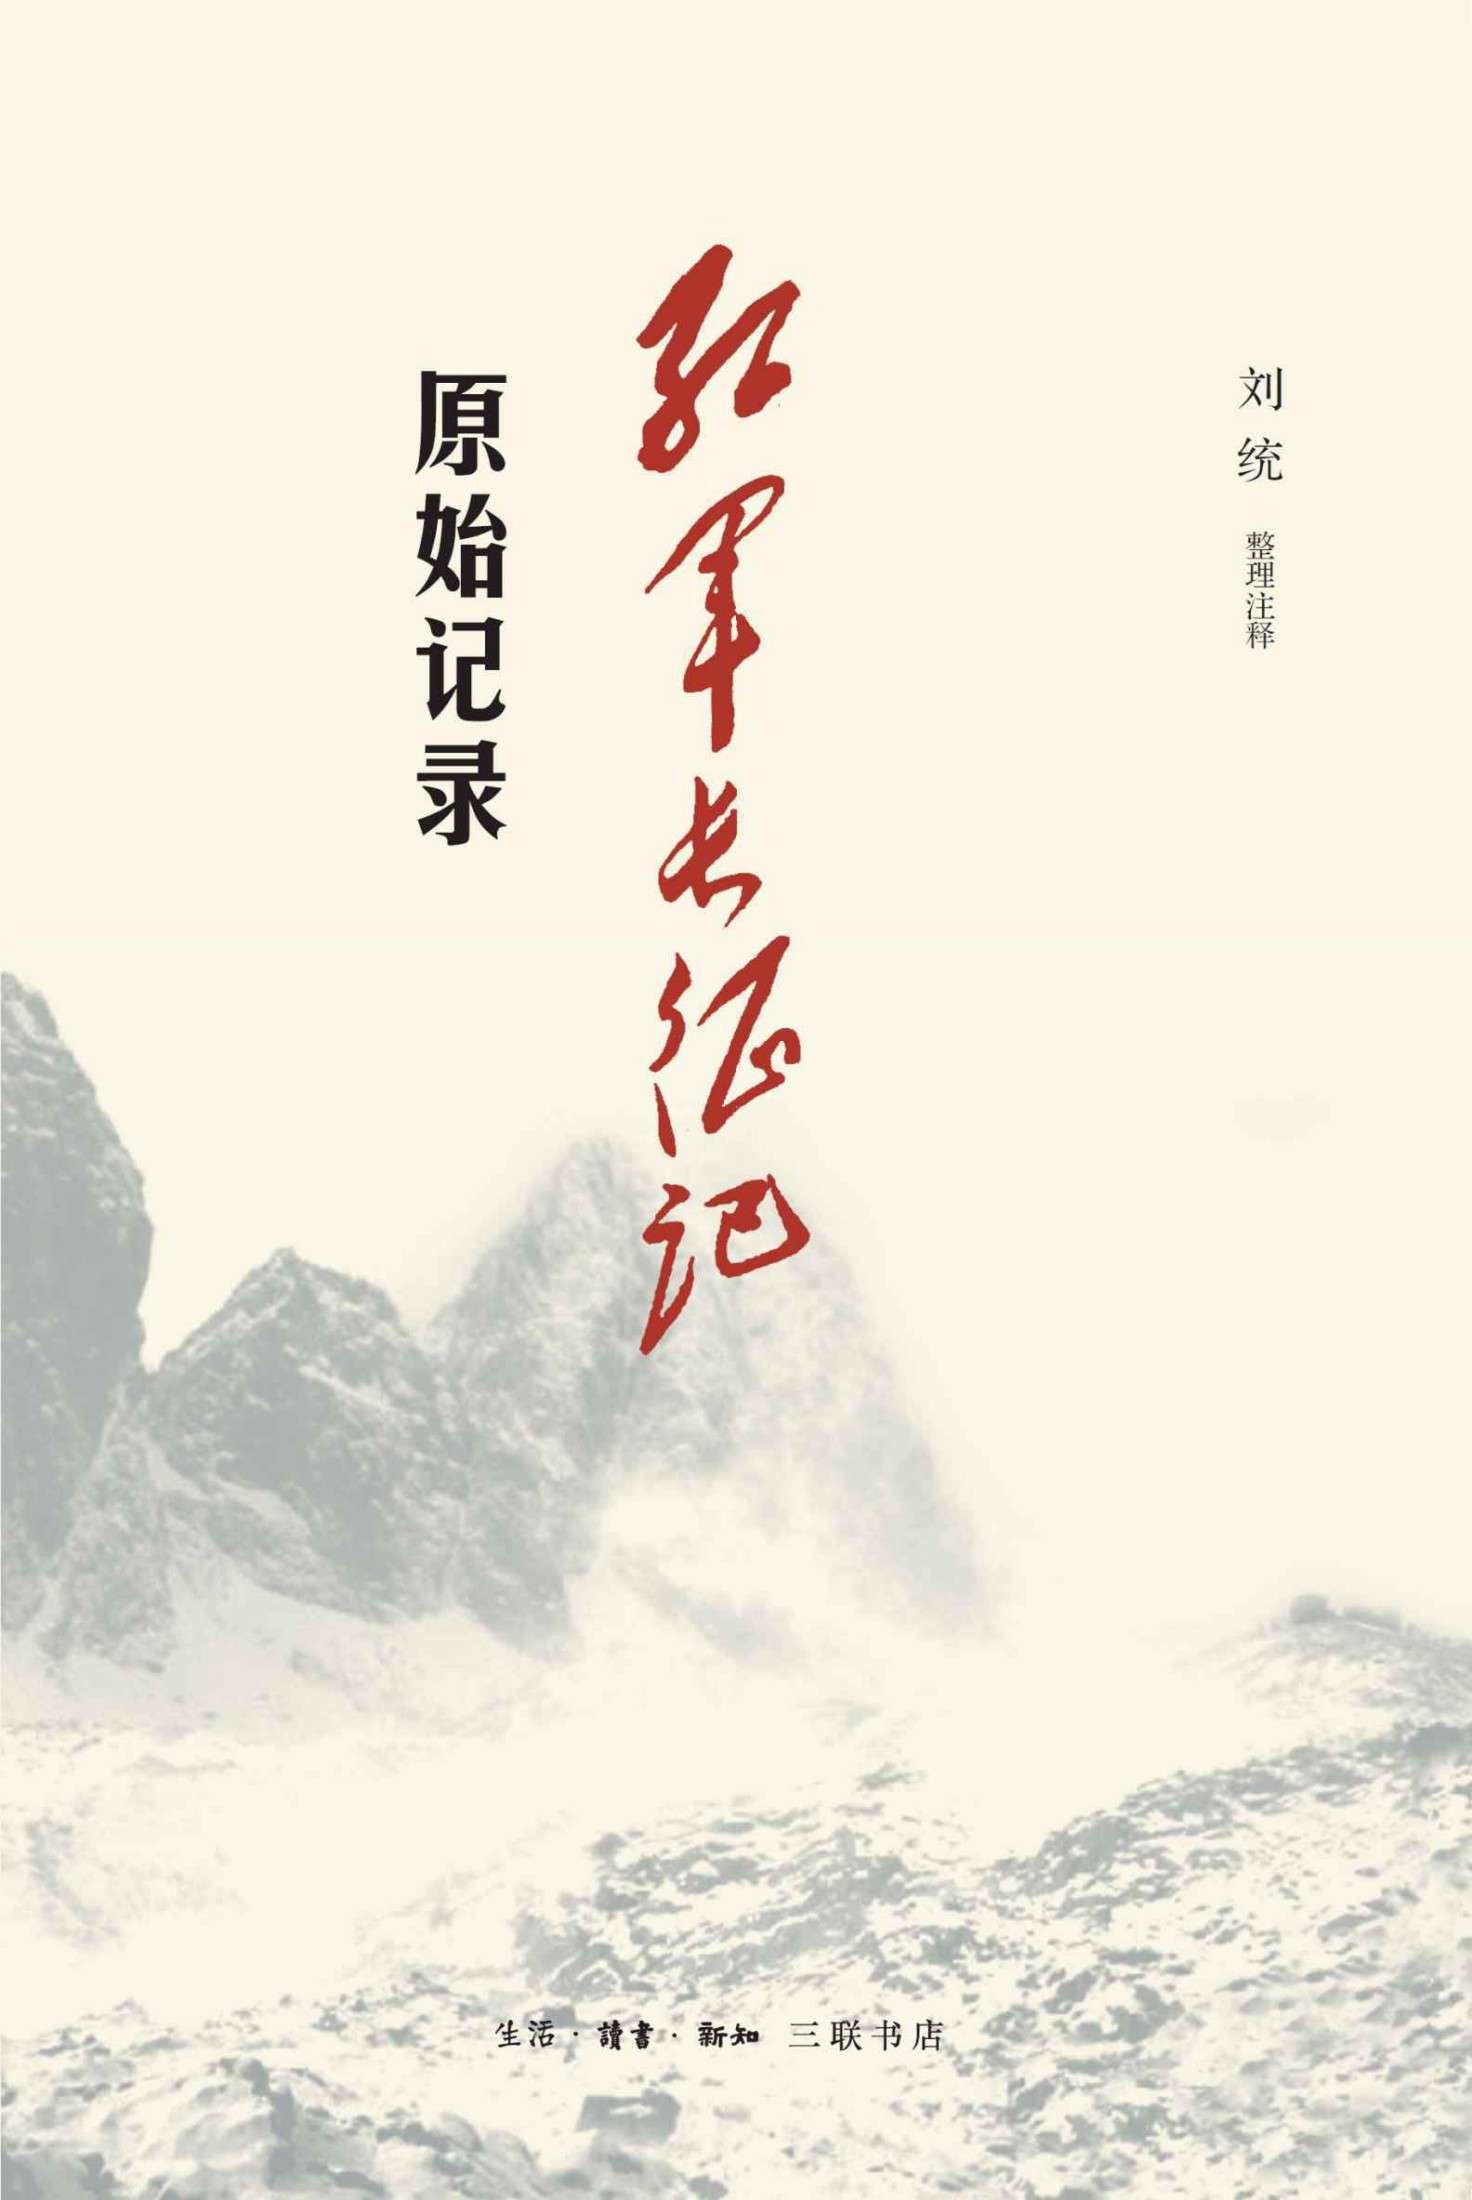 刘统 整理注释
红军长征记
原始记录
生活·讀書·新知 三联书店